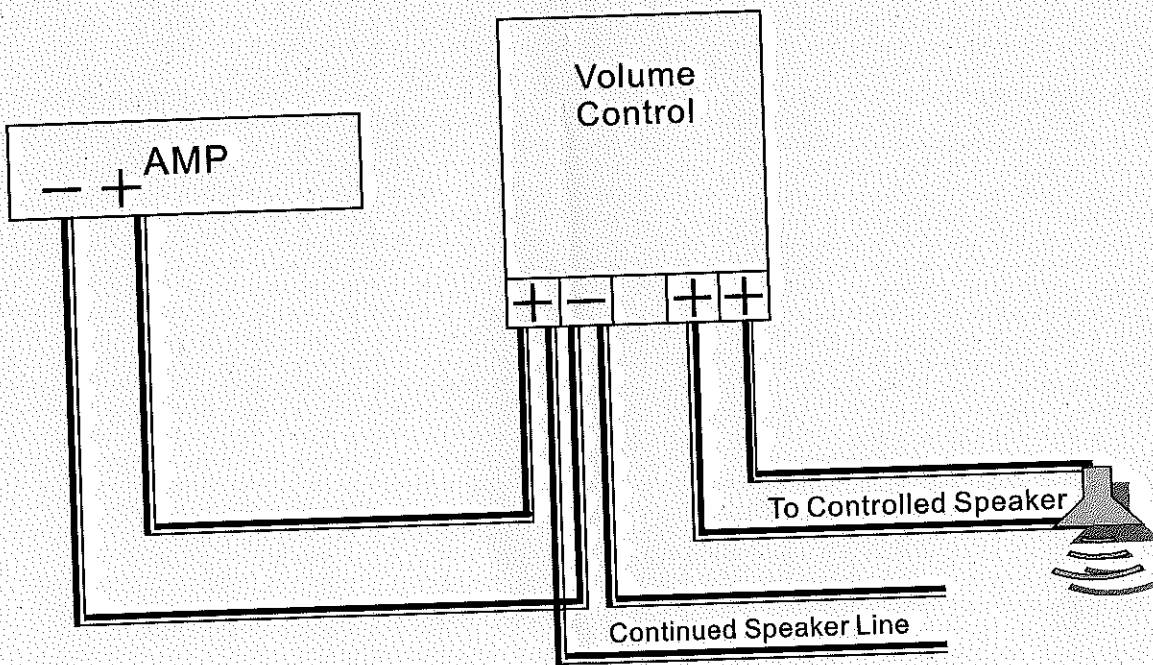 Volume
Control
AMP
− +
+ − + +
To Controlled Speaker
Continued Speaker Line